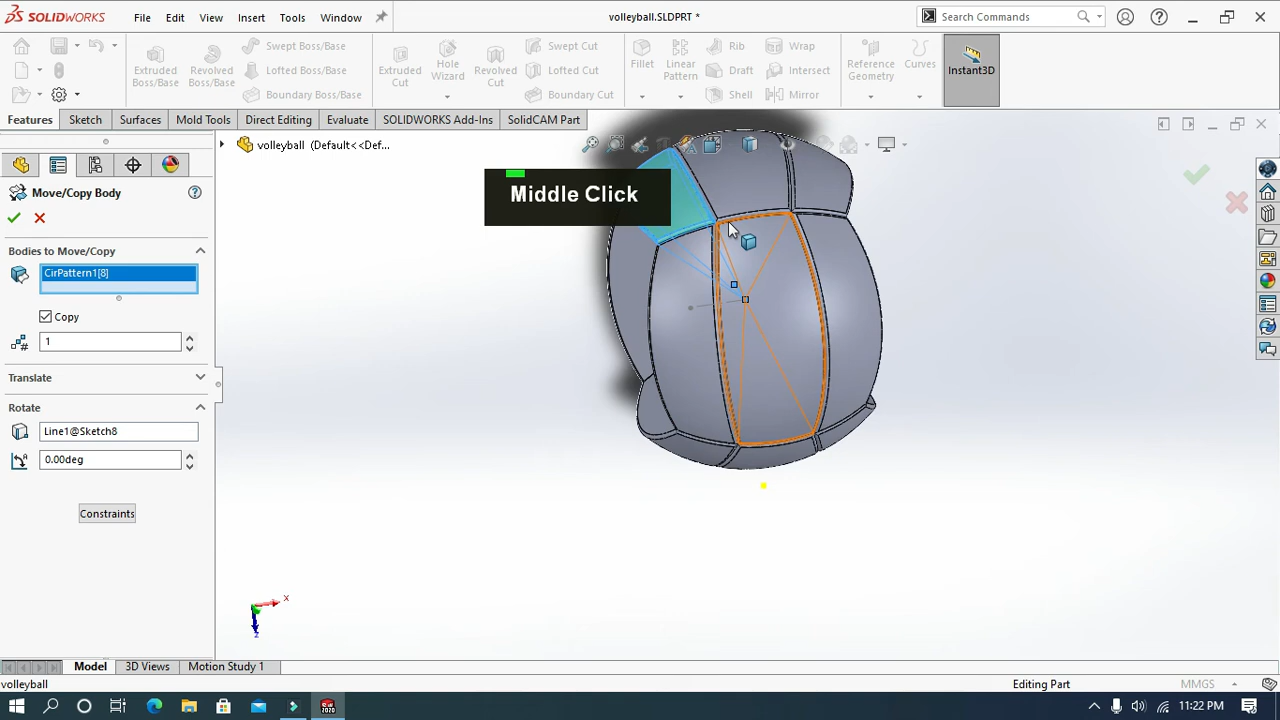 SOLIDWORKS
File
Edit
View
Insert
Tools
Window
volleyball.SLDPRT *
Search Commands
Extruded Boss/Base
Revolved Boss/Base
Swept Boss/Base
Lofted Boss/Base
Boundary Boss/Base
Extruded Cut
Hole Wizard
Revolved Cut
Swept Cut
Lofted Cut
Boundary Cut
Fillet
Linear Pattern
Rib
Draft
Shell
Wrap
Intersect
Mirror
Reference Geometry
Curves
Instant3D
Features
Sketch
Surfaces
Mold Tools
Direct Editing
Evaluate
SOLIDWORKS Add-Ins
SolidCAM Part
volleyball (Default<<Def...
Middle Click
Move/Copy Body
Bodies to Move/Copy
CirPattern1[8]
Copy
1
Translate
Rotate
Line1@Sketch8
0.00deg
Constraints
x
z
Model
3D Views
Motion Study 1
volleyball
Editing Part
MMGS
2020
11:22 PM